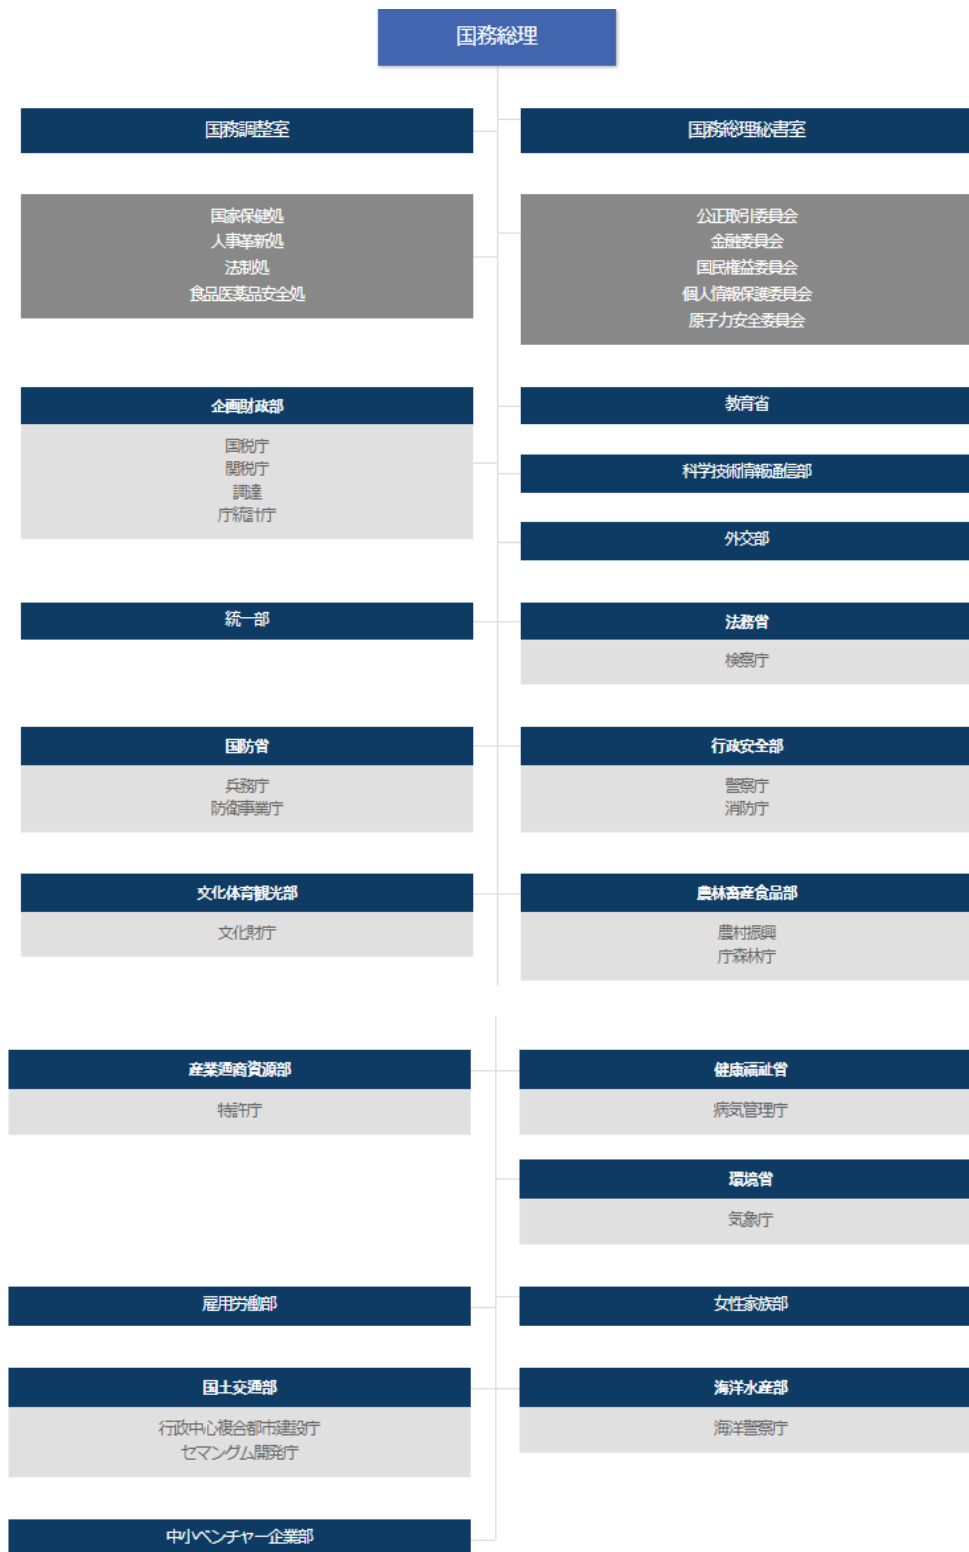 国務総理
国務調整室
国務総理秘書室
国家保健処
人事革新処
法制処
食品医薬品安全処
公正取引委員会
金融委員会
国民権益委員会
個人情報保護委員会
原子力安全委員会
企画財政部
国税庁
関税庁
調達
庁統計庁
教育省
科学技術情報通信部
外交部
統一部
法務省
検察庁
国防省
兵務庁
防衛事業庁
行政安全部
警察庁
消防庁
文化体育観光部
文化財庁
農林畜産食品部
農村振興
庁森林庁
産業通商資源部
特許庁
健康福祉省
病気管理庁
環境省
気象庁
雇用労働部
女性家族部
国土交通部
行政中心複合都市建設庁
セマングム開発庁
海洋水産部
海洋警察庁
中小ベンチャー企業部